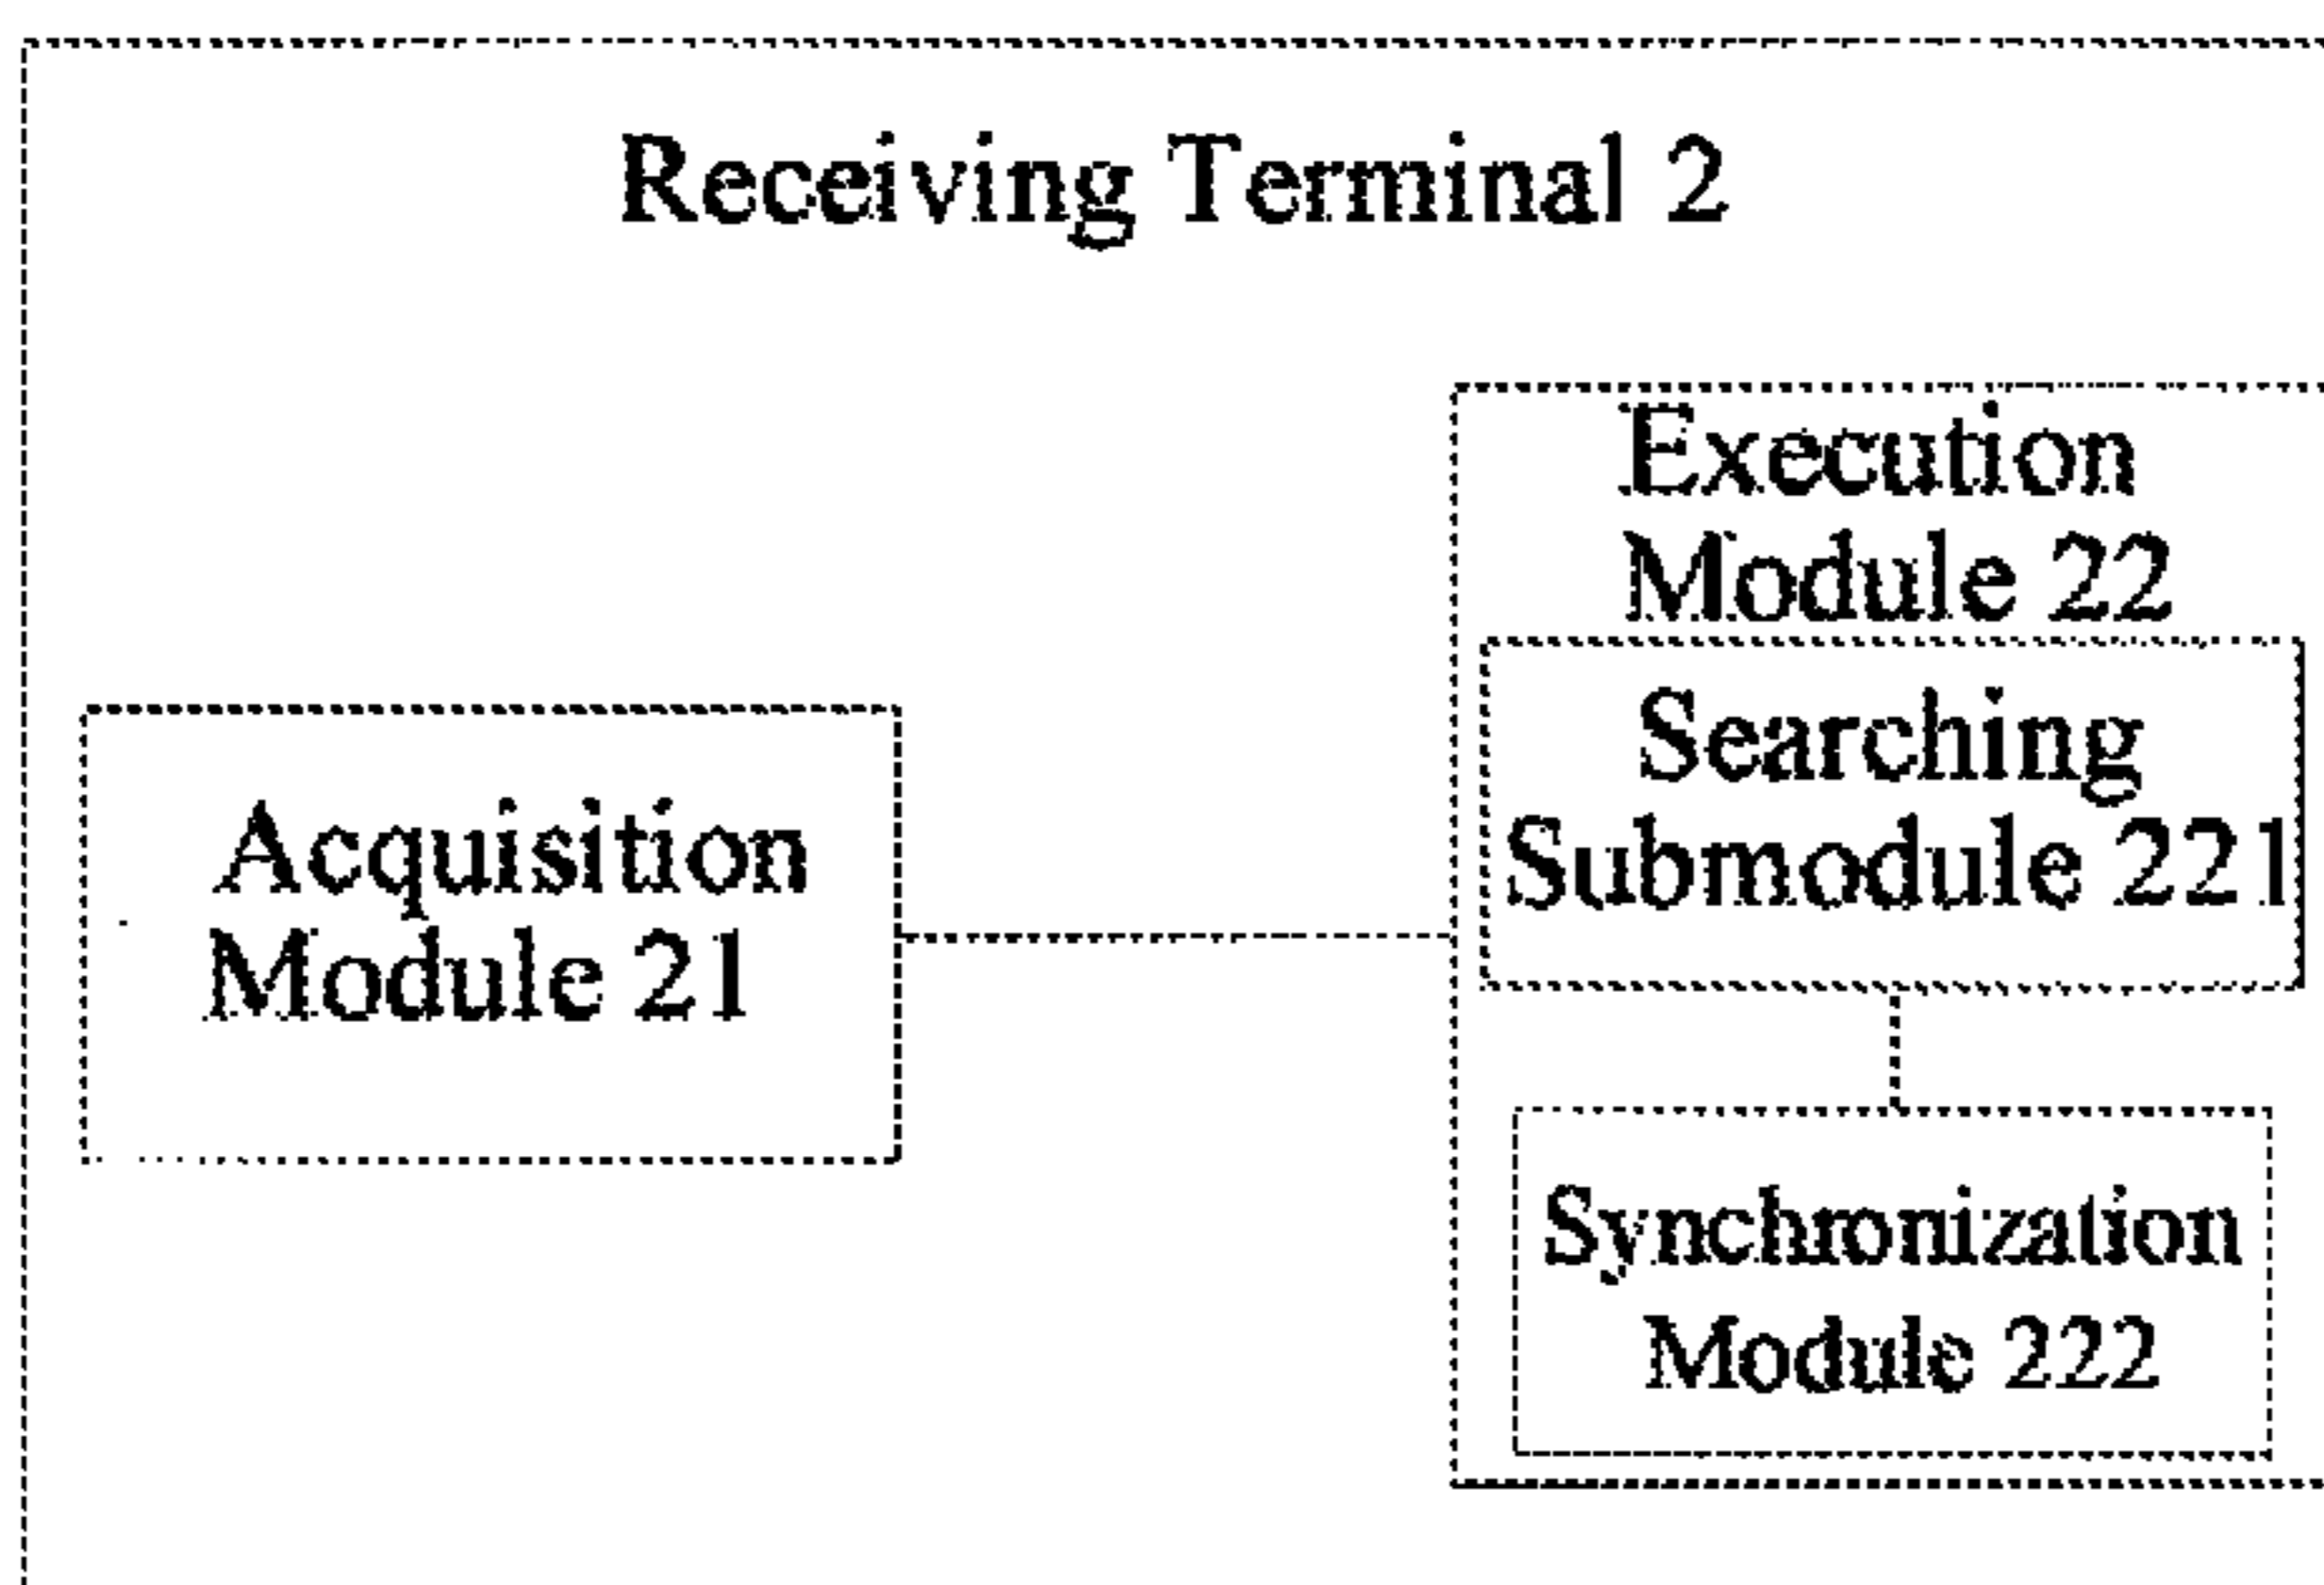 Receiving Terminal 2
Acquisition
Module 21
Execution
Module 22
Searching
Submodule 221
Synchronization
Module 222